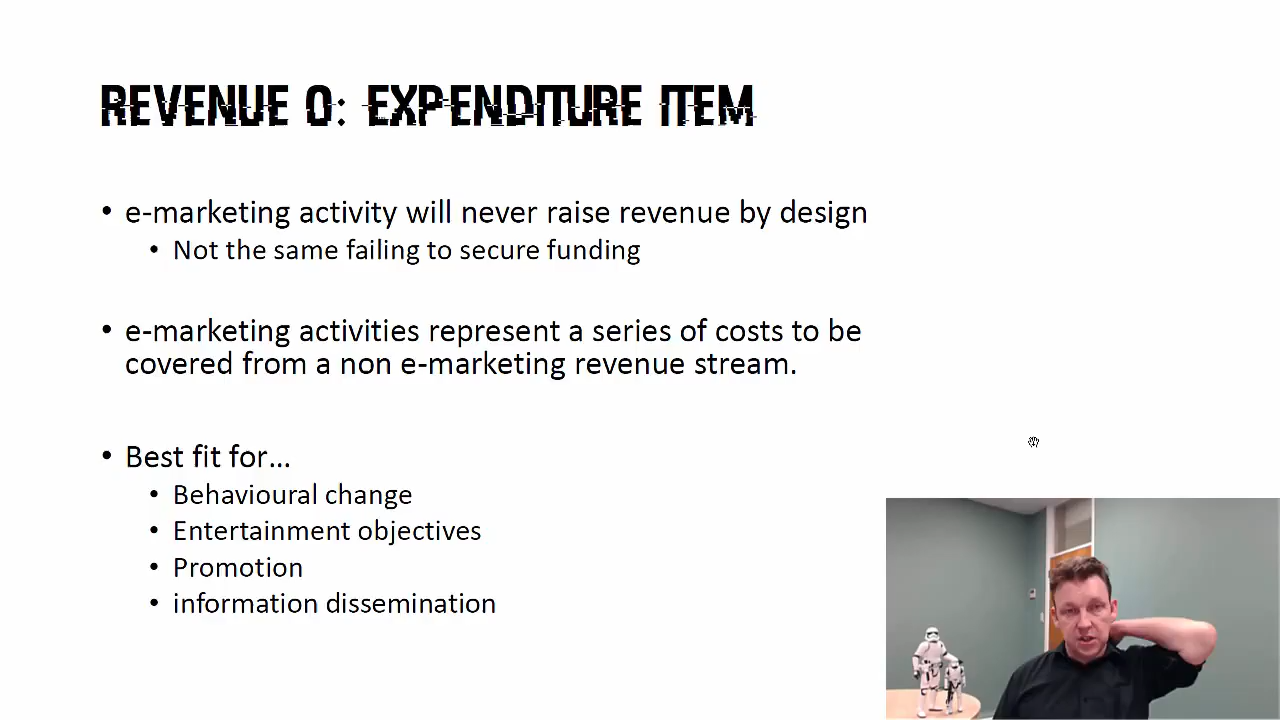 REVENUE 0: EXPENDITURE ITEM
• e-marketing activity will never raise revenue by design
• Not the same failing to secure funding
• e-marketing activities represent a series of costs to be
covered from a non e-marketing revenue stream.
• Best fit for...
• Behavioural change
• Entertainment objectives
• Promotion
• information dissemination